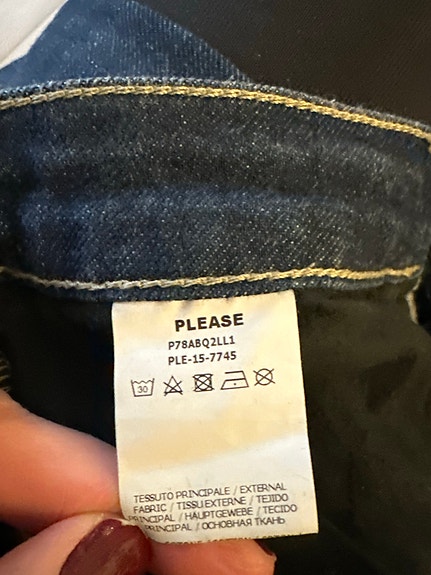 PLEASE
P78ABQ2LL1
PLE-15-7745
30
TESSUTO PRINCIPALE / EXTERNAL
FABRIC / TISSU EXTERNE / TEJIDO
PRINCIPAL / HAUPTGEWEBE / TECIDO
PRINCIPAL / ОСНОВНАЯ ТКАНЬ